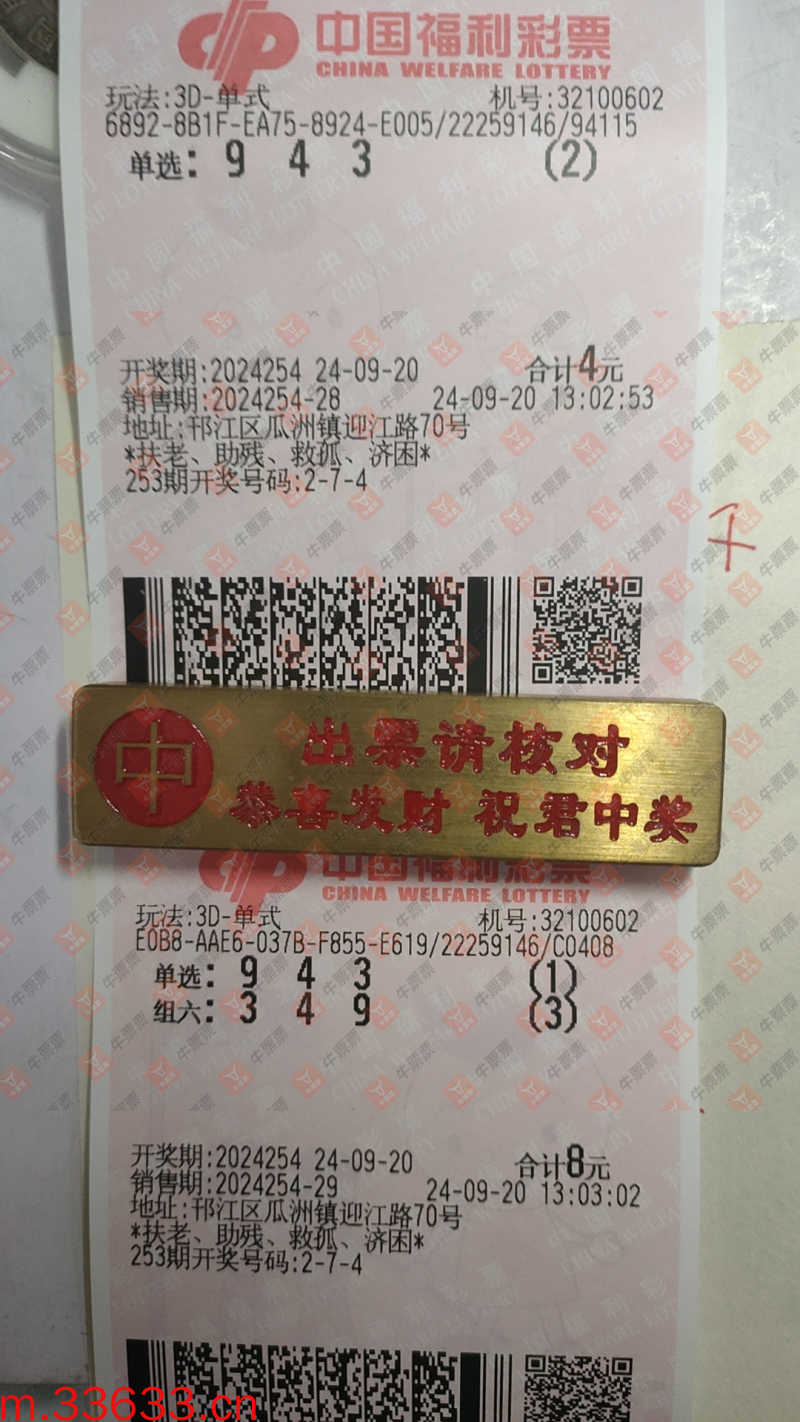 中国福利彩票
CHINA WELFARE LOTTERY
玩法:3D-单式 机号:32100602
6892-8B1F-EA75-8924-E005/22259146/94115
单选: 9 4 3 (2)
开奖期:2024254 24-09-20 合计4元
销售期:2024254-28 24-09-20 13:02:53
地址:邗江区瓜洲镇迎江路70号
*扶老、助残、救孤、济困*
253期开奖号码:2-7-4
中
出票请核对
恭喜发财 祝君中奖
中国福利彩票
CHINA WELFARE LOTTERY
玩法:3D-单式 机号:32100602
E0B8-AAE6-037B-F855-E619/22259146/C0408
单选: 9 4 3 (1)
组六: 3 4 9 (3)
开奖期:2024254 24-09-20 合计8元
销售期:2024254-29 24-09-20 13:03:02
地址:邗江区瓜洲镇迎江路70号
*扶老、助残、救孤、济困*
253期开奖号码:2-7-4
m.33633.cn
牛票票